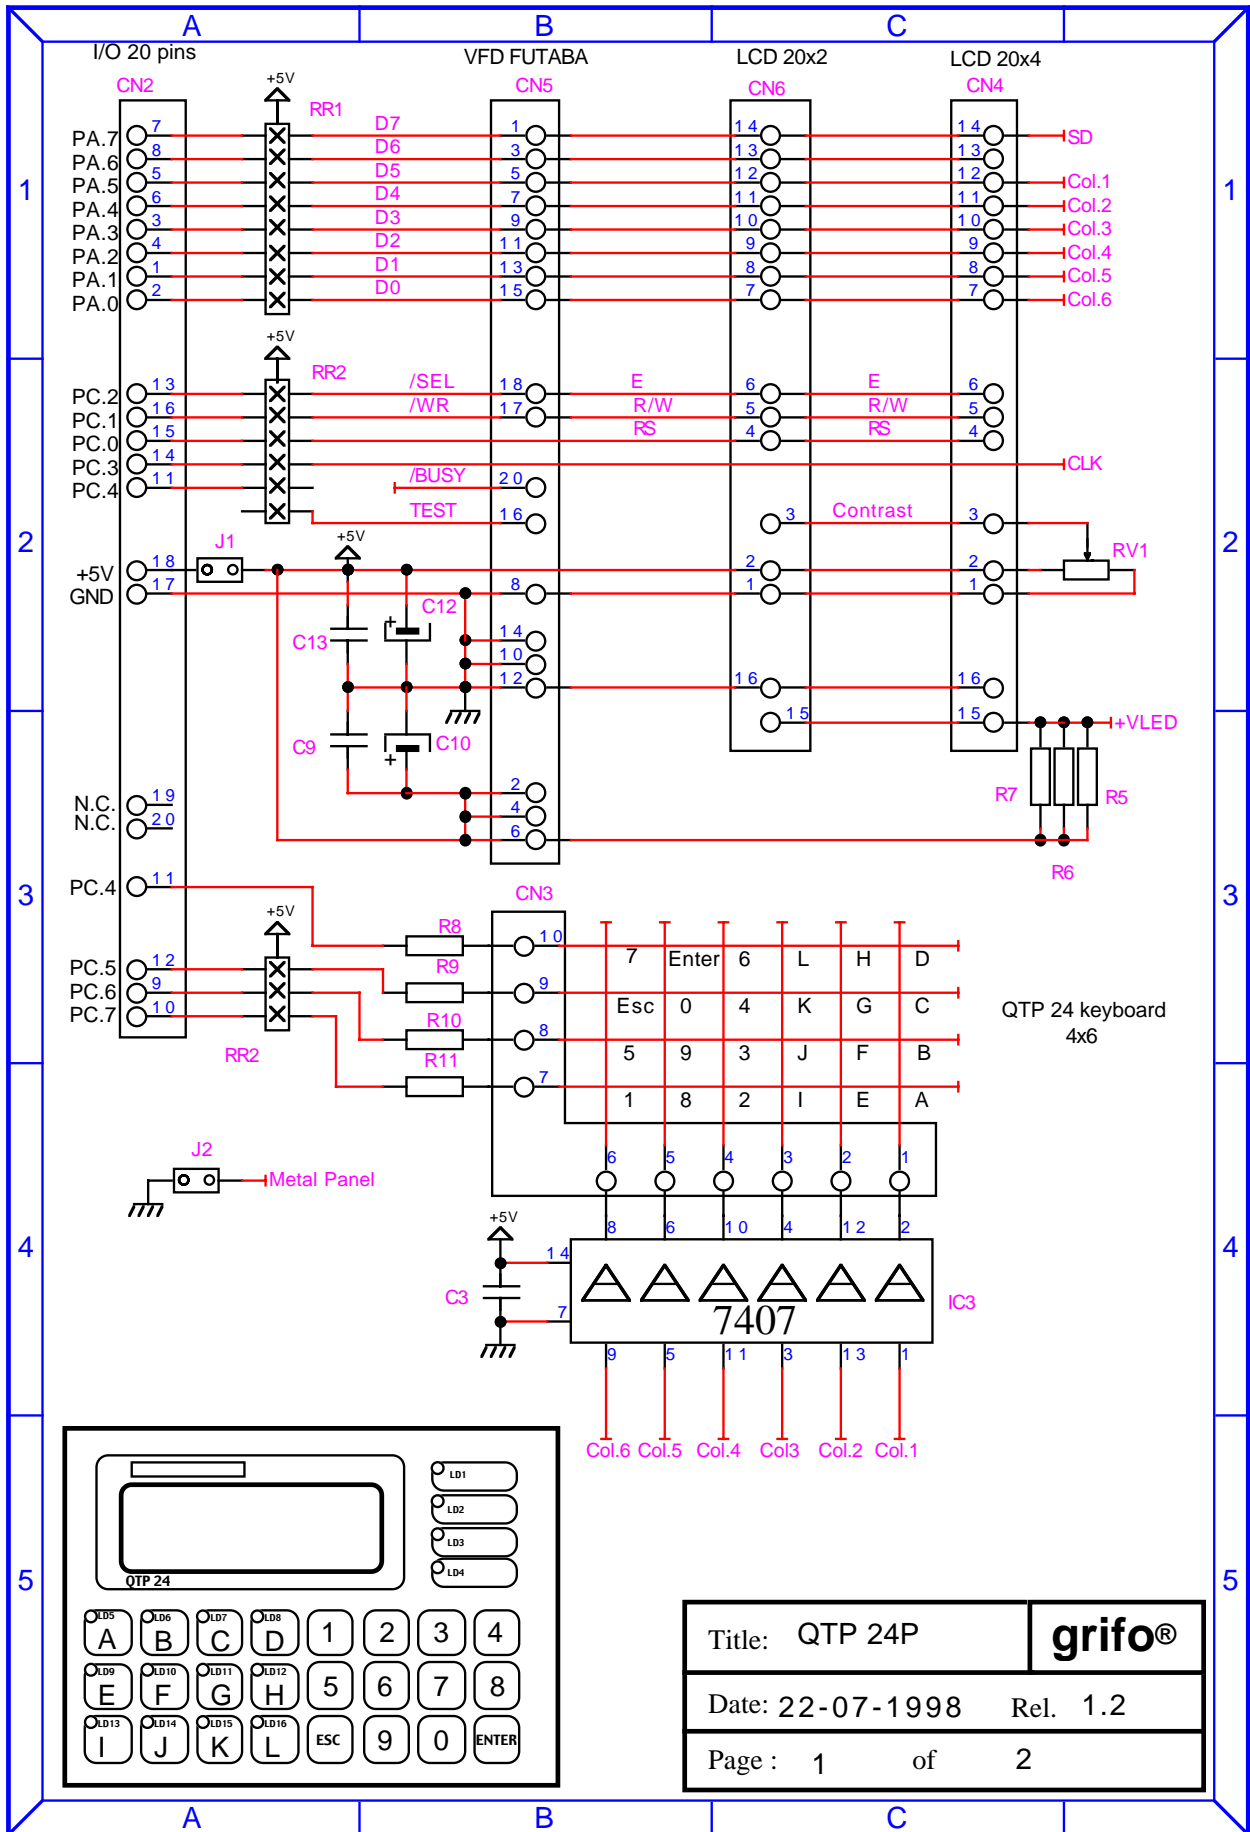 A B C
I/O 20 pins VFD FUTABA LCD 20x2 LCD 20x4
CN2 +5V RR1 CN5 CN6 CN4
PA.7 7 D7 1 14 14 SD
PA.6 8 D6 3 13 13
PA.5 5 D5 5 12 12 Col.1
PA.4 6 D4 7 11 11 Col.2
PA.3 3 D3 9 10 10 Col.3
PA.2 4 D2 11 9 9 Col.4
PA.1 1 D1 13 8 8 Col.5
PA.0 2 D0 15 7 7 Col.6
1 1
+5V RR2
PC.2 13 /SEL 18 E 6 E 6
PC.1 16 /WR 17 R/W 5 R/W 5
PC.0 15 RS 4 RS 4
PC.3 14 CLK
PC.4 11 /BUSY 20
TEST 16 3 Contrast 3
2 J1 +5V RV1 2
+5V 18 2 2
GND 17 8 1 1
C13 + C12 14
10
12 16 16
15 15 +VLED
C9 + C10
R7 R5
N.C. 19 2
N.C. 20 4
6
R6
3 3
PC.4 11 CN3
+5V R8 10
7 Enter 6 L H D
PC.5 12 R9 9
PC.6 9 Esc 0 4 K G C
PC.7 10 R10 8
QTP 24 keyboard
4x6
RR2 5 9 3 J F B
R11 7
1 8 2 I E A
J2 6 5 4 3 2 1
Metal Panel
+5V 8 6 10 4 12 2
4 14 4
C3 7 7407 IC3
9 5 11 3 13 1
Col.6 Col.5 Col.4 Col3 Col.2 Col.1
LD1
LD2
LD3
LD4
QTP 24
5 5
LD5 A LD6 B LD7 C LD8 D 1 2 3 4
LD9 E LD10 F LD11 G LD12 H 5 6 7 8
LD13 I LD14 J LD15 K LD16 L ESC 9 0 ENTER
Title: QTP 24P grifo®
Date: 22-07-1998 Rel. 1.2
Page : 1 of 2
A B C